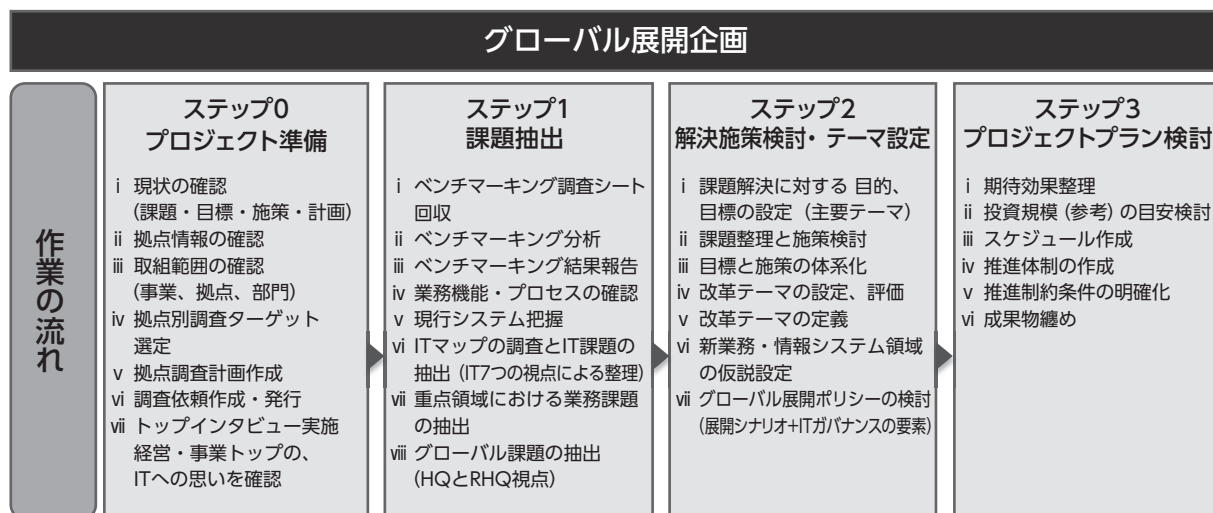 グローバル展開企画
作業の流れ
ステップ0
プロジェクト準備
ⅰ 現状の確認
(課題・目標・施策・計画)
ⅱ 拠点情報の確認
ⅲ 取組範囲の確認
(事業、拠点、部門)
ⅳ 拠点別調査ターゲット
選定
ⅴ 拠点調査計画作成
ⅵ 調査依頼作成・発行
ⅶ トップインタビュー実施
経営・事業トップの、
ITへの思いを確認
ステップ1
課題抽出
ⅰ ベンチマーキング調査シート
回収
ⅱ ベンチマーキング分析
ⅲ ベンチマーキング結果報告
ⅳ 業務機能・プロセスの確認
ⅴ 現行システム把握
ⅵ ITマップの調査とIT課題の
抽出(IT7つの視点による整理)
ⅶ 重点領域における業務課題
の抽出
ⅷ グローバル課題の抽出
(HQとRHQ視点)
ステップ2
解決施策検討・テーマ設定
ⅰ 課題解決に対する 目的、
目標の設定(主要テーマ)
ⅱ 課題整理と施策検討
ⅲ 目標と施策の体系化
ⅳ 改革テーマの設定、評価
ⅴ 改革テーマの定義
ⅵ 新業務・情報システム領域
の仮説設定
ⅶ グローバル展開ポリシーの検討
(展開シナリオ+ITガバナンスの要素)
ステップ3
プロジェクトプラン検討
ⅰ 期待効果整理
ⅱ 投資規模(参考)の目安検討
ⅲ スケジュール作成
ⅳ 推進体制の作成
ⅴ 推進制約条件の明確化
ⅵ 成果物纏め